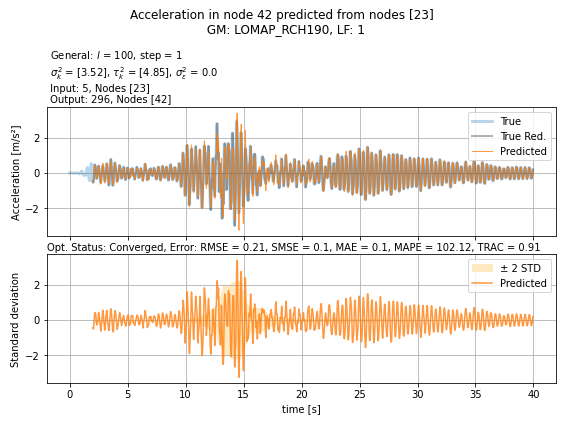 Acceleration in node 42 predicted from nodes [23]
GM: LOMAP_RCH190, LF: 1
General: l = 100, step = 1
σ²ₖ = [3.52], τ²ₖ = [4.85], σ²ε = 0.0
Input: 5, Nodes [23]
Output: 296, Nodes [42]
Acceleration [m/s²]
2
0
−2
True
True Red.
Predicted
Opt. Status: Converged, Error: RMSE = 0.21, SMSE = 0.1, MAE = 0.1, MAPE = 102.12, TRAC = 0.91
Standard deviation
2
0
−2
± 2 STD
Predicted
0 5 10 15 20 25 30 35 40
time [s]